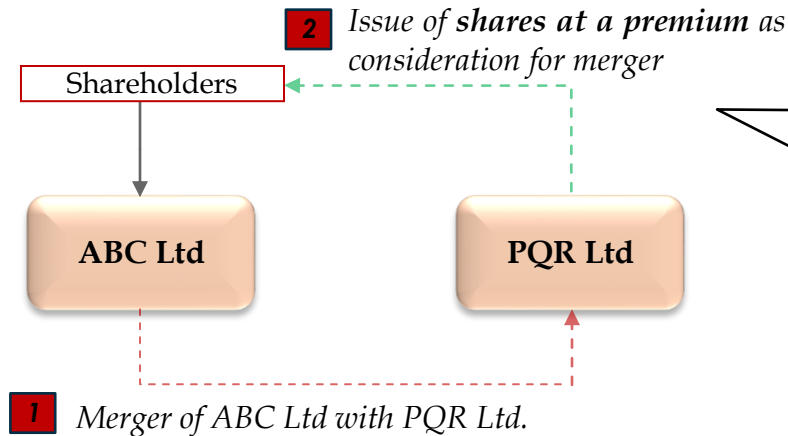 2 Issue of shares at a premium as
consideration for merger
Shareholders
ABC Ltd
PQR Ltd
1 Merger of ABC Ltd with PQR Ltd.